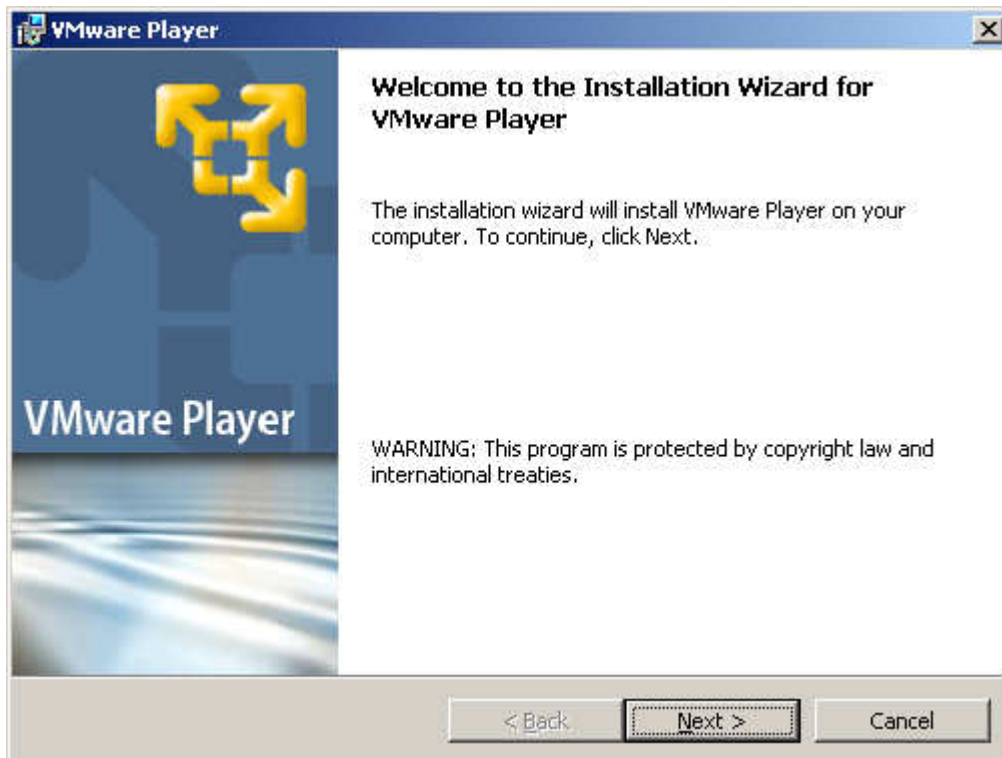 VMware Player
Welcome to the Installation Wizard for
VMware Player
The installation wizard will install VMware Player on your
computer. To continue, click Next.
VMware Player
WARNING: This program is protected by copyright law and
international treaties.
< Back
Next >
Cancel